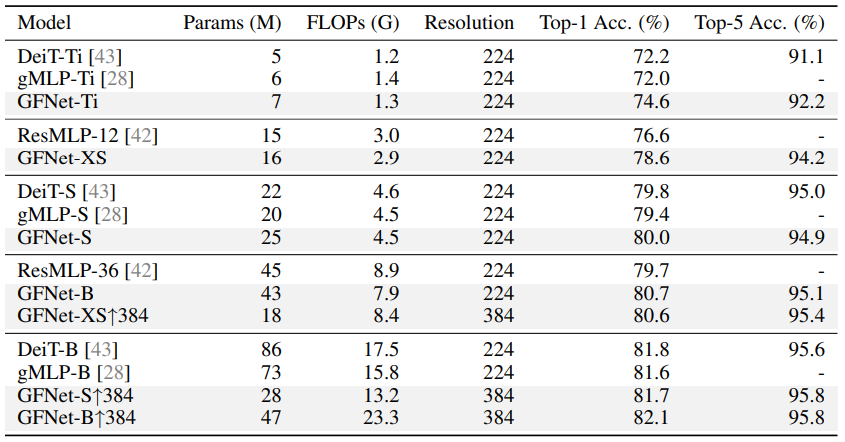 Model Params (M) FLOPs (G) Resolution Top-1 Acc. (%) Top-5 Acc. (%)
DeiT-Ti [43] 5 1.2 224 72.2 91.1
gMLP-Ti [28] 6 1.4 224 72.0 -
GFNet-Ti 7 1.3 224 74.6 92.2
ResMLP-12 [42] 15 3.0 224 76.6 -
GFNet-XS 16 2.9 224 78.6 94.2
DeiT-S [43] 22 4.6 224 79.8 95.0
gMLP-S [28] 20 4.5 224 79.4 -
GFNet-S 25 4.5 224 80.0 94.9
ResMLP-36 [42] 45 8.9 224 79.7 -
GFNet-B 43 7.9 224 80.7 95.1
GFNet-XS↑384 18 8.4 384 80.6 95.4
DeiT-B [43] 86 17.5 224 81.8 95.6
gMLP-B [28] 73 15.8 224 81.6 -
GFNet-S↑384 28 13.2 384 81.7 95.8
GFNet-B↑384 47 23.3 384 82.1 95.8